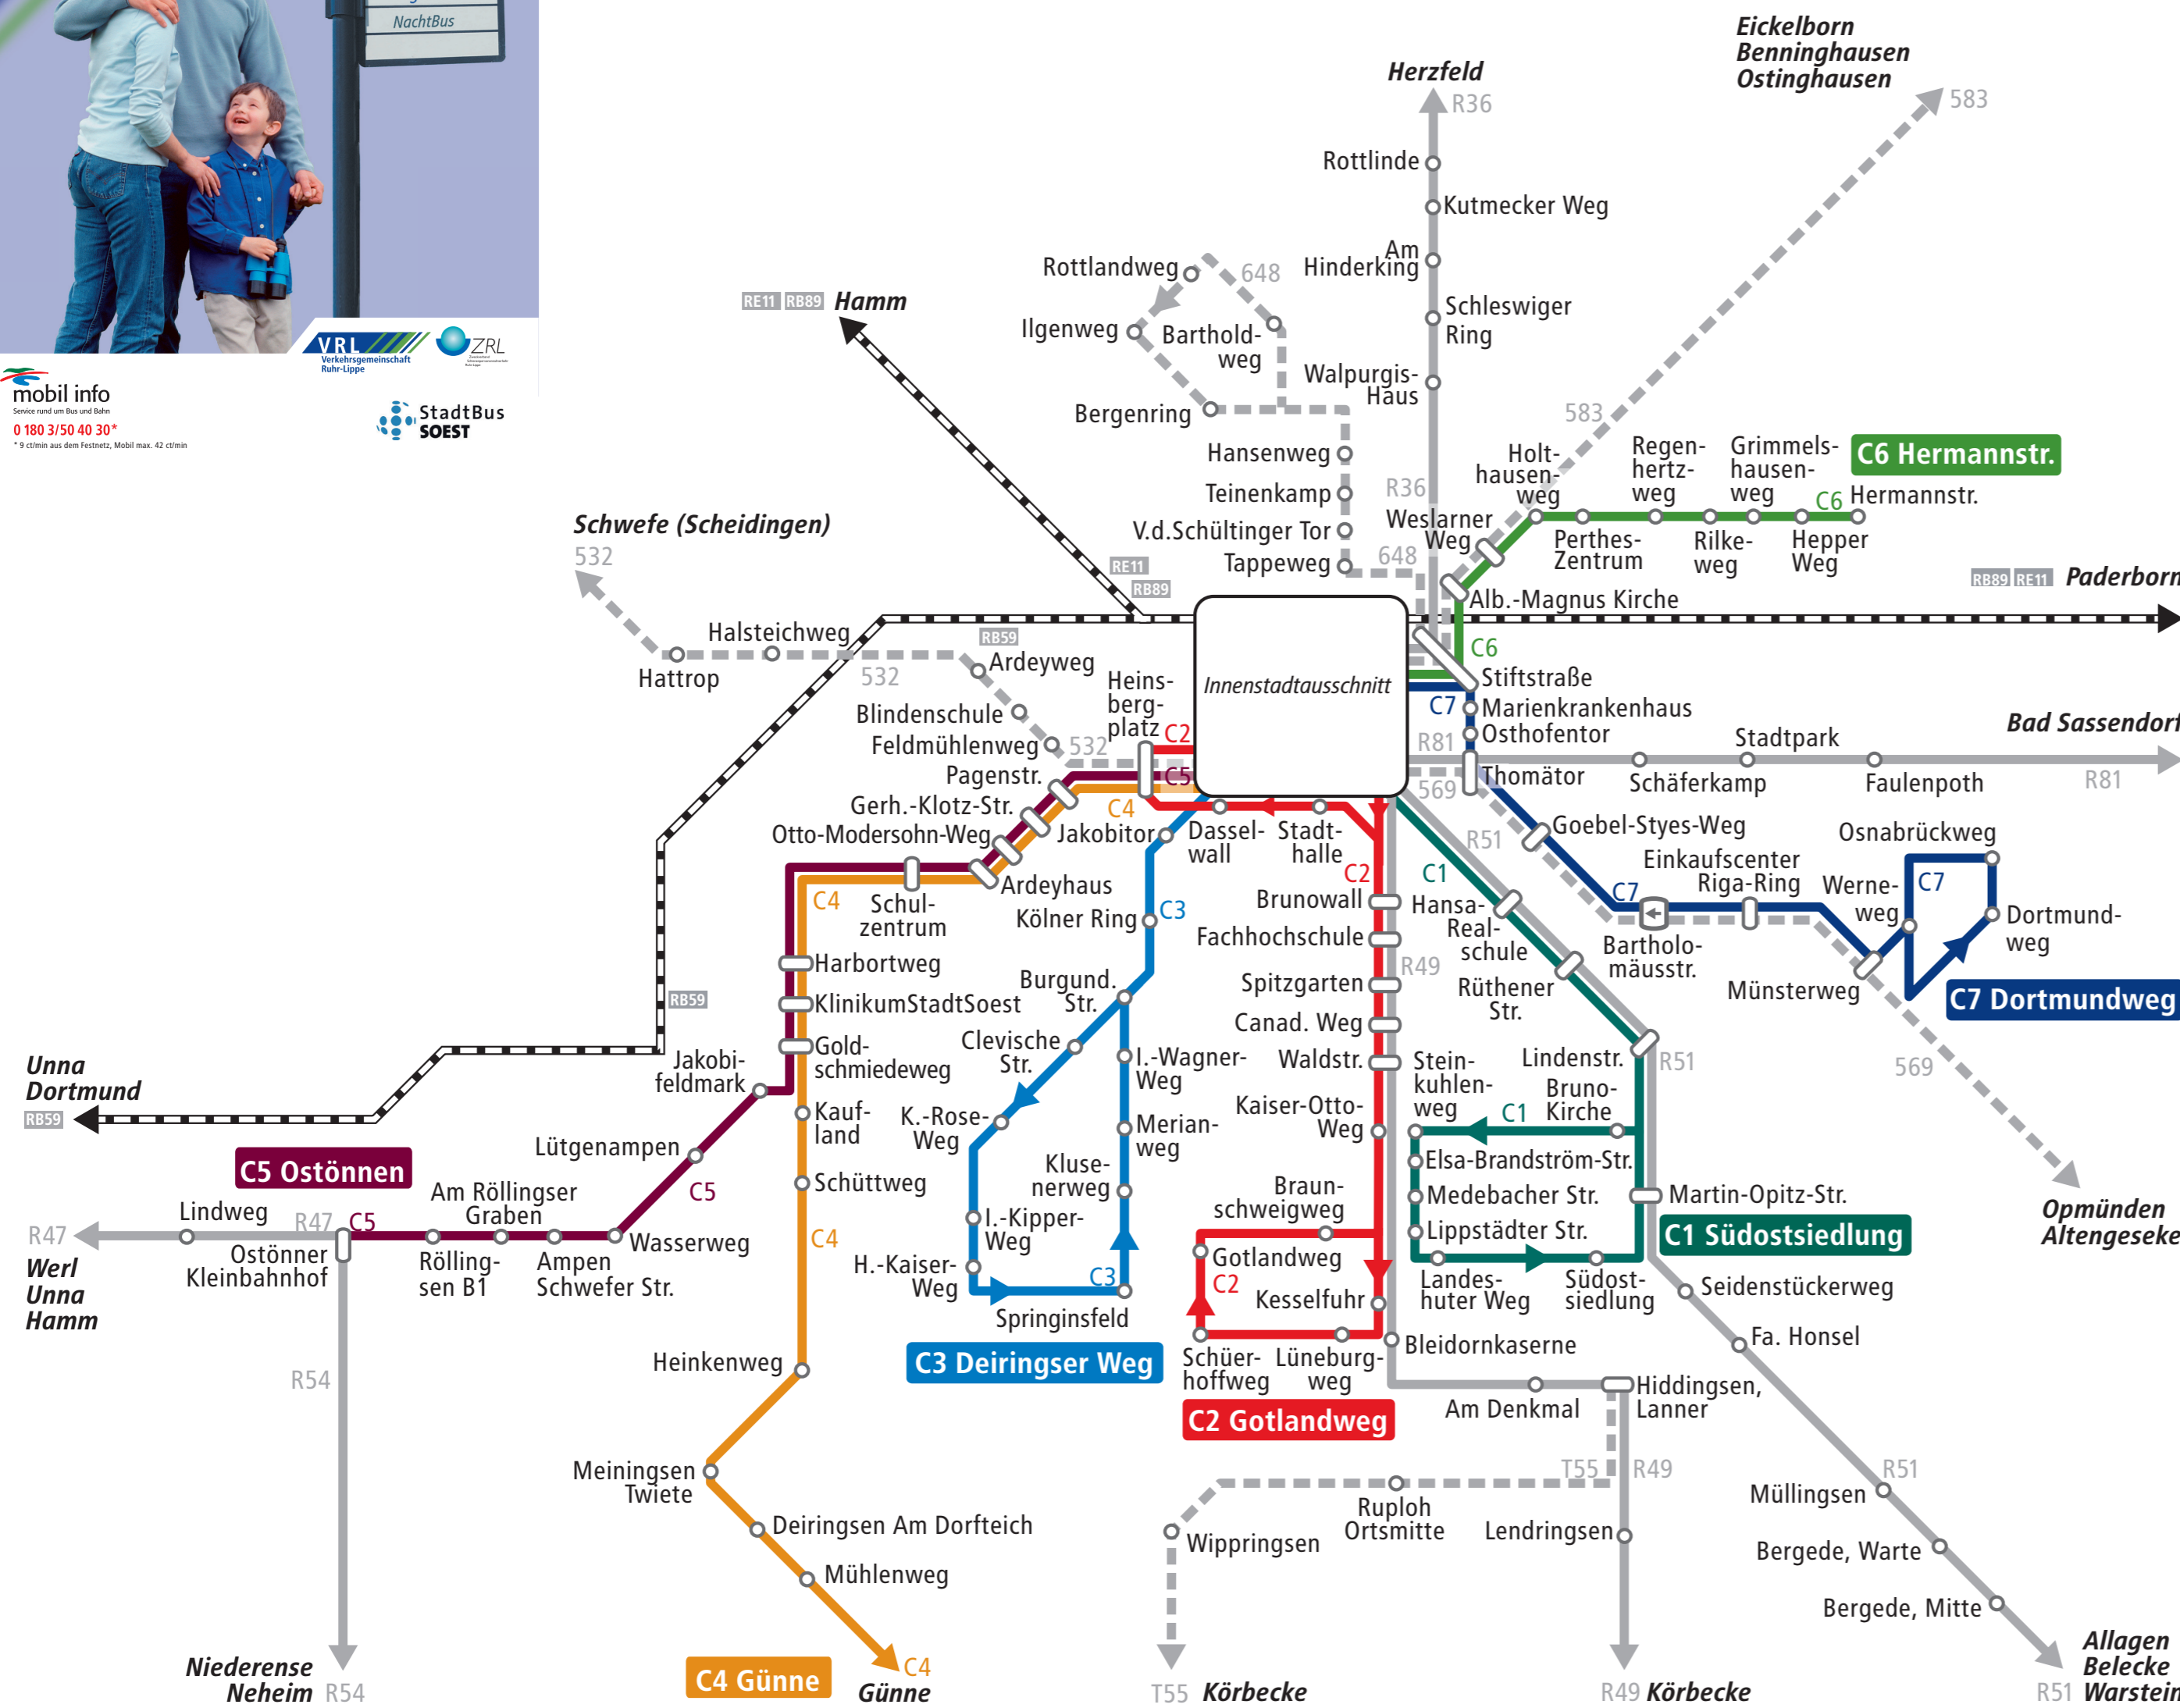 NachtBus
VRL
Verkehrsgemeinschaft
Ruhr-Lippe
ZRL
mobil info
Service rund um Bus und Bahn
0 180 3/50 40 30*
* 9 ct/min aus dem Festnetz, Mobil max. 42 ct/min
StadtBus
SOEST
Eickelborn
Benninghausen
Ostinghausen
583
Herzfeld
R36
Rottlinde
Kutmecker Weg
Am
Hinderking
Schleswiger
Ring
Walpurgis-
Haus
R36
Rottlandweg
648
Ilgenweg
Barthold-
weg
Bergenring
Hansenweg
Teinenkamp
V.d.Schültinger Tor
Tappeweg
648
RE11 RB89 Hamm
RE11
RB89
583
Holt-
hausen-
weg
Regen-
hertz-
weg
Grimmels-
hausen-
weg
C6 Hermannstr.
C6
Hermannstr.
Weslarner
Weg
Perthes-
Zentrum
Rilke-
weg
Hepper
Weg
Alb.-Magnus Kirche
RB89 RE11 Paderborn
C6
Schwefe (Scheidingen)
532
Halsteichweg
Hattrop
532
RB59
Ardeyweg
Blindenschule
Feldmühlenweg
532
Heins-
berg-
platz
C2
C5
C4
Innenstadtausschnitt
Stiftstraße
C7
Marienkrankenhaus
Osthofentor
R81
Thomätor
569
Bad Sassendorf
Stadtpark
Schäferkamp
Faulenpoth
R81
Pagenstr.
Gerh.-Klotz-Str.
Otto-Modersohn-Weg
Ardeyhaus
Schul-
zentrum
C4
Harbortweg
KlinikumStadtSoest
Gold-
schmiedeweg
Jakobi-
feldmark
Kauf-
land
Schüttweg
C4
Lütgenampen
C5
Wasserweg
RB59
Unna
Dortmund
RB59
C5 Ostönnen
Am Röllingser
Graben
Rölling-
sen B1
Ampen
Schwefer Str.
C5
R47
Lindweg
Ostönner
Kleinbahnhof
R47
Werl
Unna
Hamm
R54
Niederense
Neheim
R54
Heinkenweg
Meiningsen
Twiete
Deiringsen Am Dorfteich
Mühlenweg
C4
C4 Günne
Günne
Jakobitor
Kölner Ring
C3
Burgund.
Str.
Clevische
Str.
I.-Wagner-
Weg
K.-Rose-
Weg
Merian-
weg
Kluse-
nerweg
I.-Kipper-
Weg
H.-Kaiser-
Weg
C3
Springinsfeld
C3 Deiringser Weg
Dassel-
wall
Stadt-
halle
C2
Brunowall
Fachhochschule
Spitzgarten
Canad. Weg
Waldstr.
Kaiser-Otto-
Weg
R49
Braun-
schweigweg
Gotlandweg
C2
Kesselfuhr
Schüer-
hoffweg
Lüneburg-
weg
C2 Gotlandweg
Bleidornkaserne
Am Denkmal
Hiddingsen,
Lanner
T55
R49
Ruploh
Ortsmitte
Wippringsen
Lendringsen
T55 Körbecke
R49 Körbecke
C1
R51
Hansa-
Real-
schule
Rüthener
Str.
Lindenstr.
R51
Stein-
kuhlen-
weg
Bruno-
Kirche
C1
Elsa-Brandström-Str.
Medebacher Str.
Lippstädter Str.
Landes-
huter Weg
Südost-
siedlung
Martin-Opitz-Str.
C1 Südostsiedlung
Seidenstückerweg
Fa. Honsel
R51
Müllingsen
Bergede, Warte
Bergede, Mitte
Allagen
Belecke
R51 Warstein
Goebel-Styes-Weg
Einkaufscenter
Riga-Ring
C7
Bartholo-
mäusstr.
Osnabrückweg
Werne-
weg
C7
Dortmund-
weg
Münsterweg
C7 Dortmundweg
569
Opmünden
Altengeseke